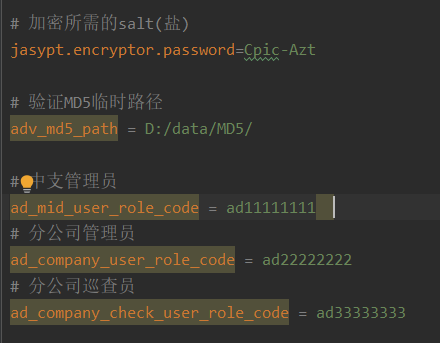 # 加密所需的salt(盐)
jasypt.encryptor.password=Cpic-Azt
# 验证MD5临时路径
adv_md5_path = D:/data/MD5/
# 中支管理员
ad_mid_user_role_code = ad11111111
# 分公司管理员
ad_company_user_role_code = ad22222222
# 分公司巡查员
ad_company_check_user_role_code = ad33333333